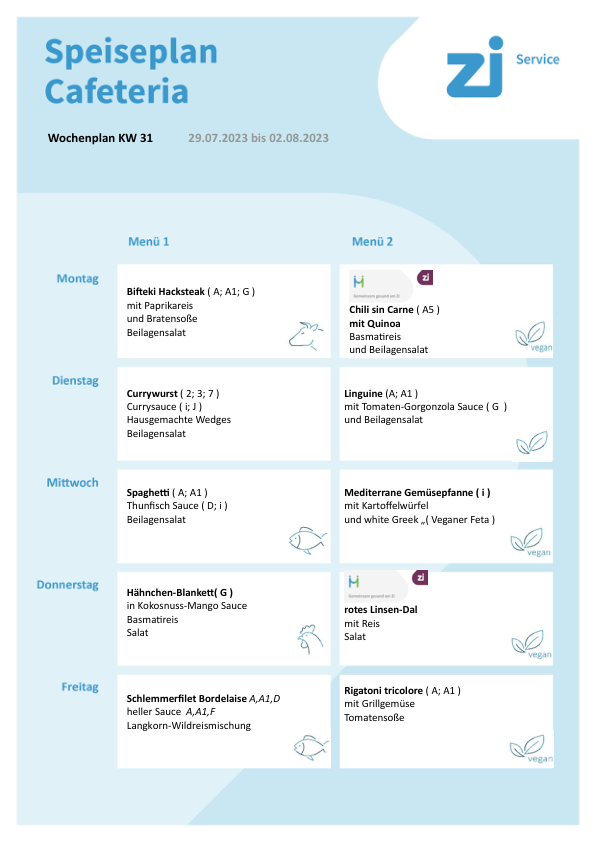 Speiseplan
Cafeteria
zi Service
Wochenplan KW 31 29.07.2023 bis 02.08.2023
Menü 1 Menü 2
Montag
Bifteki Hacksteak ( A; A1; G )
mit Paprikareis
und Bratensoße
Beilagensalat
zi
Gemeinsam gesund am ZI
Chili sin Carne ( A5 )
mit Quinoa
Basmatireis
und Beilagensalat
vegan
Dienstag
Currywurst ( 2; 3; 7 )
Currysauce ( i; J )
Hausgemachte Wedges
Beilagensalat
Linguine (A; A1 )
mit Tomaten-Gorgonzola Sauce ( G )
und Beilagensalat
Mittwoch
Spaghetti ( A; A1 )
Thunfisch Sauce ( D; i )
Beilagensalat
Mediterrane Gemüsepfanne ( i )
mit Kartoffelwürfel
und white Greek „( Veganer Feta )
vegan
Donnerstag
Hähnchen-Blankett( G )
in Kokosnuss-Mango Sauce
Basmatireis
Salat
zi
Gemeinsam gesund am ZI
rotes Linsen-Dal
mit Reis
Salat
vegan
Freitag
Schlemmerfilet Bordelaise A,A1,D
heller Sauce A,A1,F
Langkorn-Wildreismischung
Rigatoni tricolore ( A; A1 )
mit Grillgemüse
Tomatensoße
vegan